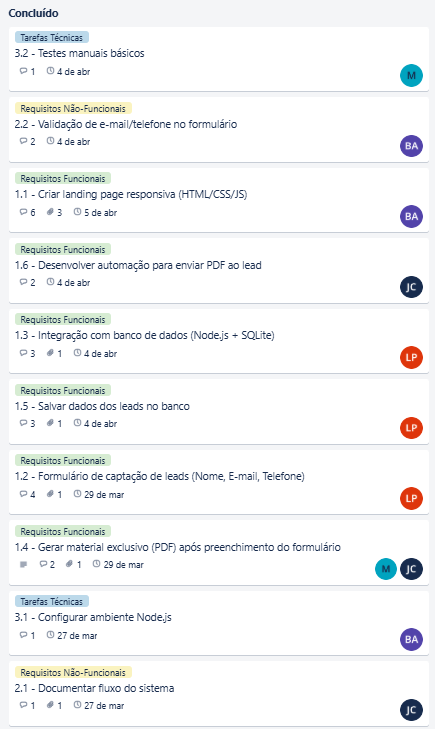 Concluído
Tarefas Técnicas
3.2 - Testes manuais básicos
1 4 de abr
M
Requisitos Não-Funcionais
2.2 - Validação de e-mail/telefone no formulário
2 4 de abr
BA
Requisitos Funcionais
1.1 - Criar landing page responsiva (HTML/CSS/JS)
6 3 5 de abr
BA
Requisitos Funcionais
1.6 - Desenvolver automação para enviar PDF ao lead
2 4 de abr
JC
Requisitos Funcionais
1.3 - Integração com banco de dados (Node.js + SQLite)
3 1 4 de abr
LP
Requisitos Funcionais
1.5 - Salvar dados dos leads no banco
3 1 4 de abr
LP
Requisitos Funcionais
1.2 - Formulário de captação de leads (Nome, E-mail, Telefone)
4 1 29 de mar
LP
Requisitos Funcionais
1.4 - Gerar material exclusivo (PDF) após preenchimento do formulário
2 1 29 de mar
M JC
Tarefas Técnicas
3.1 - Configurar ambiente Node.js
1 27 de mar
BA
Requisitos Não-Funcionais
2.1 - Documentar fluxo do sistema
1 1 27 de mar
JC